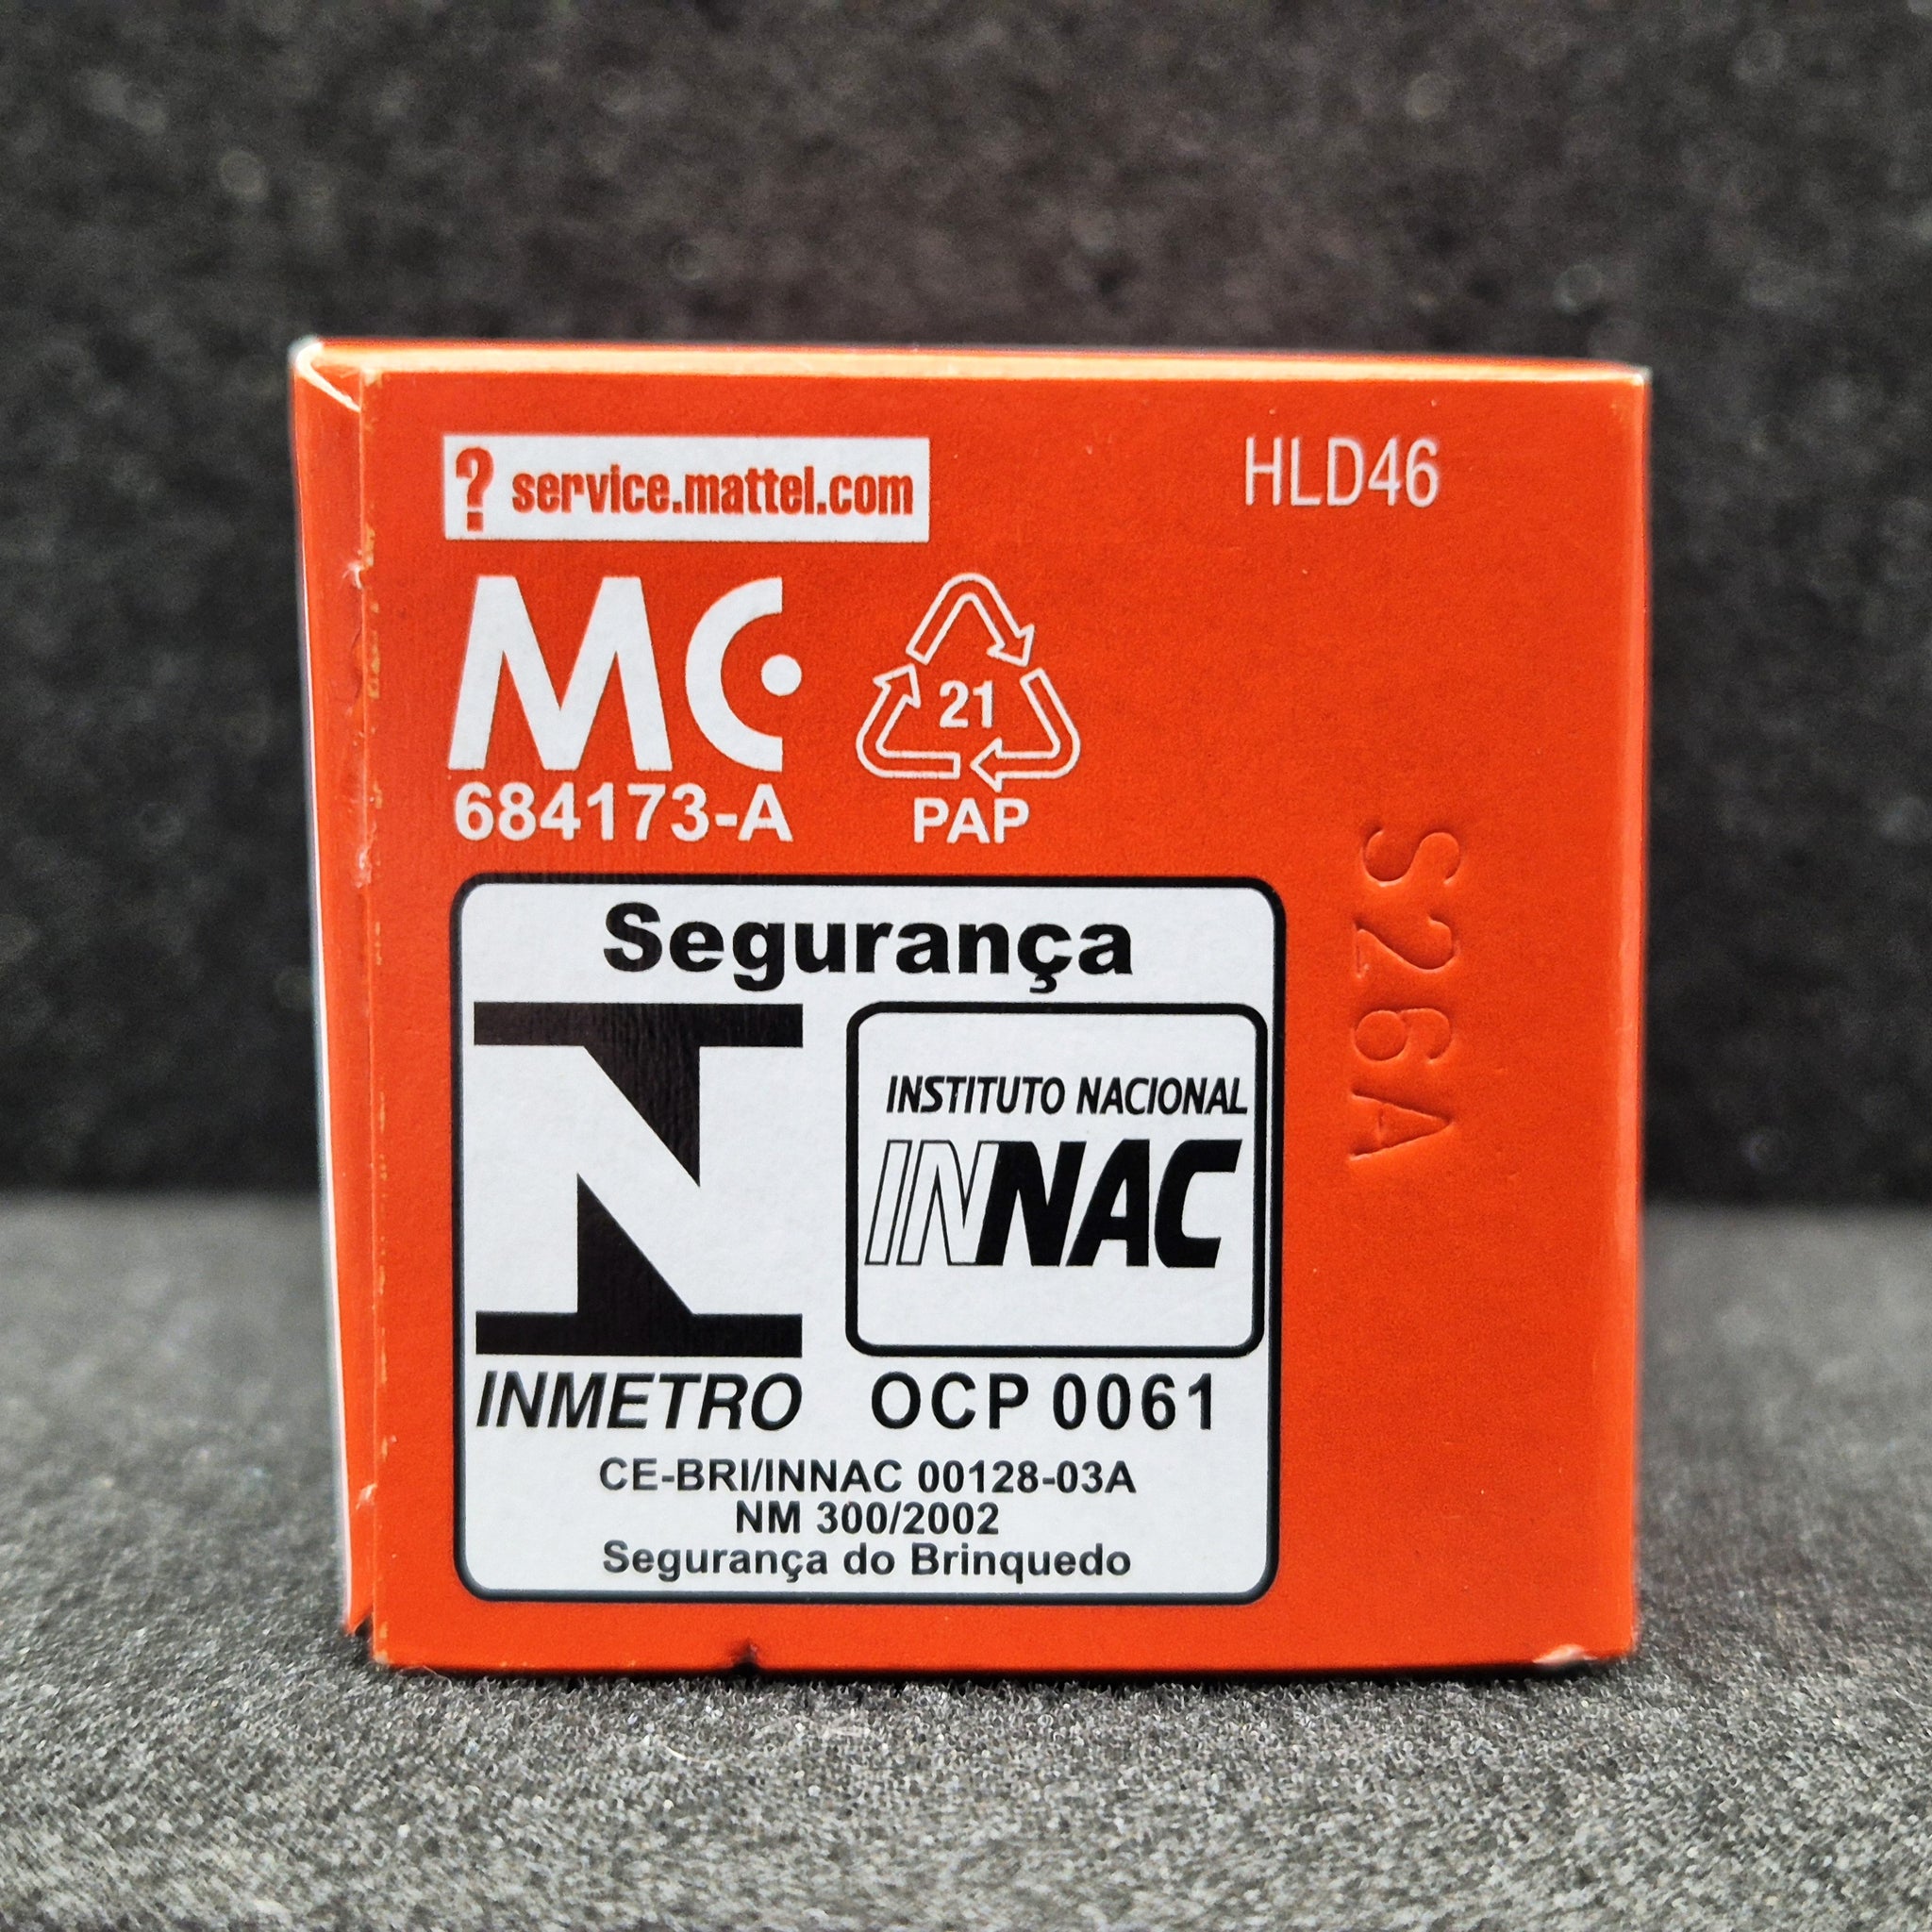 ? service.mattel.com
HLD46
MC
684173-A
21
PAP
S26A
Segurança
INSTITUTO NACIONAL
INNAC
INMETRO
OCP 0061
CE-BRI/INNAC 00128-03A
NM 300/2002
Segurança do Brinquedo